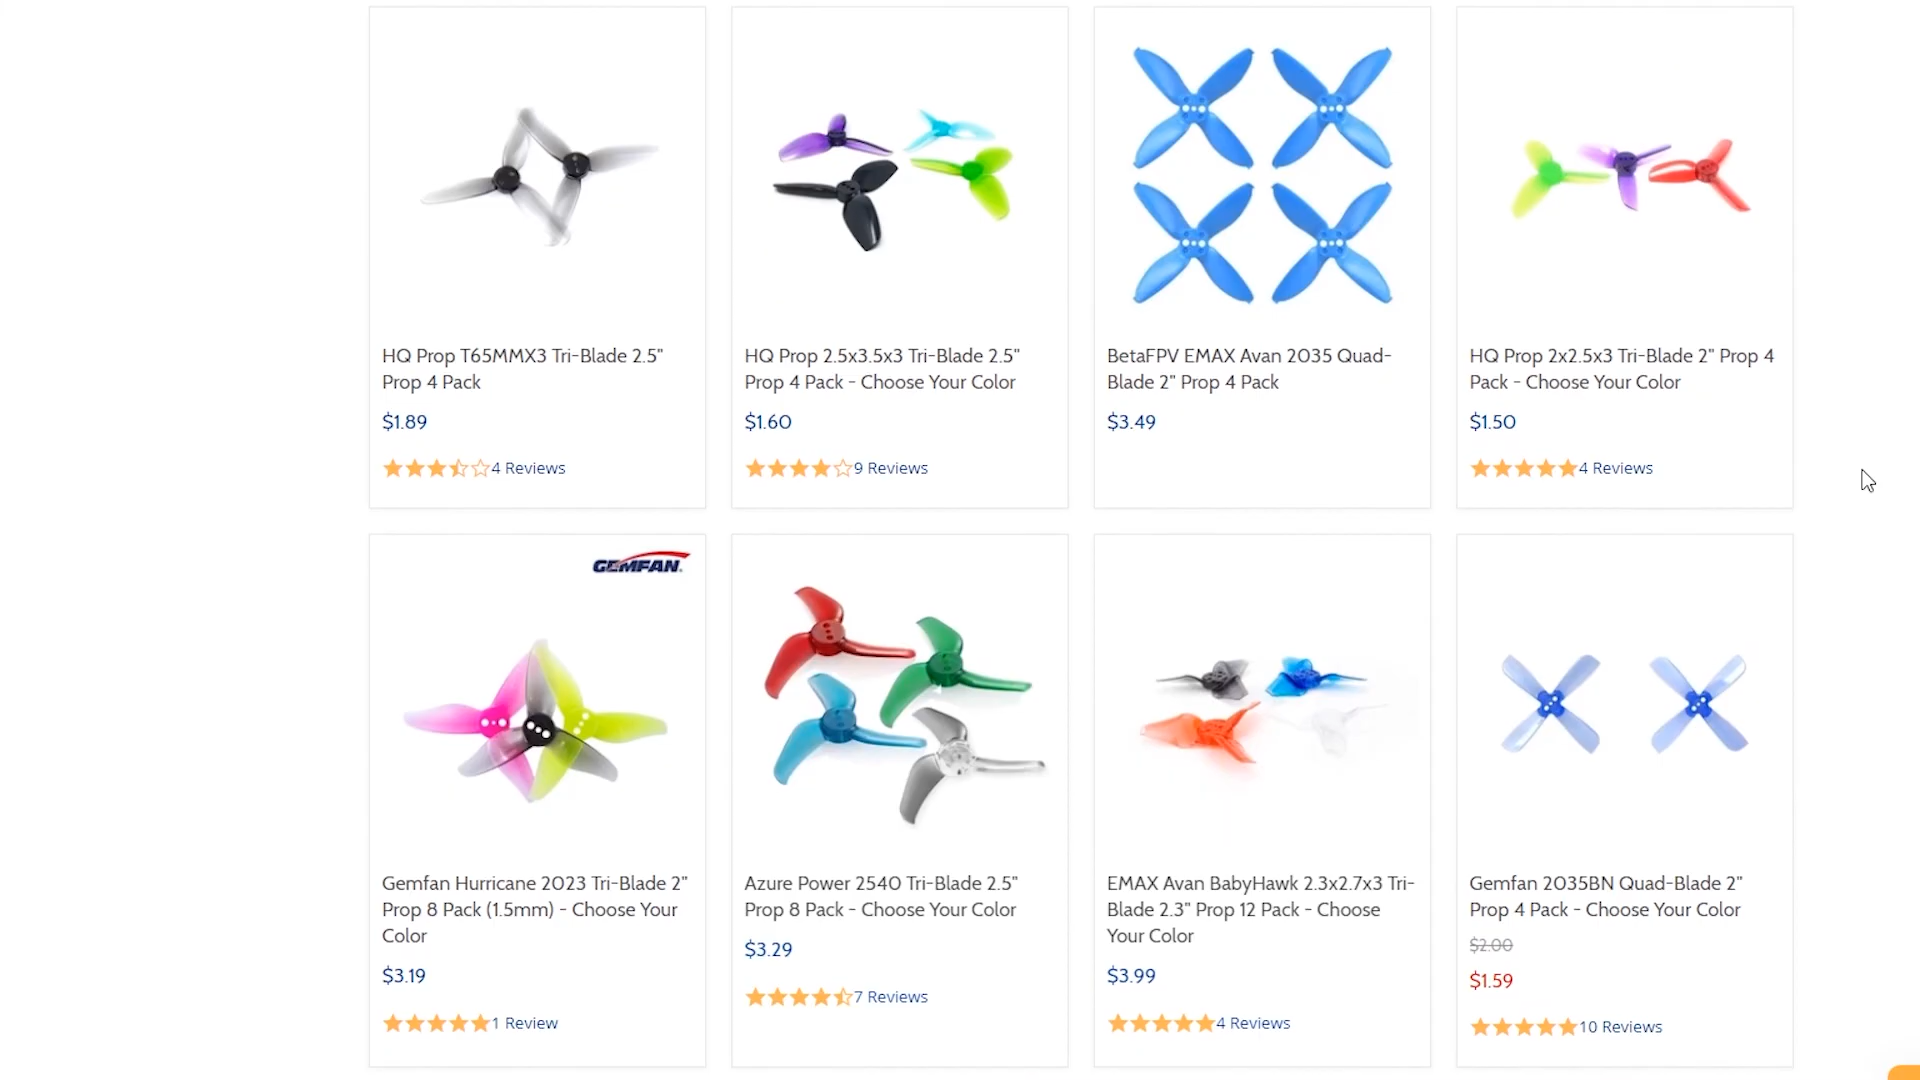 HQ Prop T65MMX3 Tri-Blade 2.5"
Prop 4 Pack
$1.89
4 Reviews
HQ Prop 2.5x3.5x3 Tri-Blade 2.5"
Prop 4 Pack - Choose Your Color
$1.60
9 Reviews
BetaFPV EMAX Avan 2035 Quad-
Blade 2" Prop 4 Pack
$3.49
HQ Prop 2x2.5x3 Tri-Blade 2" Prop 4
Pack - Choose Your Color
$1.50
4 Reviews
GEMFAN
Gemfan Hurricane 2023 Tri-Blade 2"
Prop 8 Pack (1.5mm) - Choose Your
Color
$3.19
1 Review
Azure Power 2540 Tri-Blade 2.5"
Prop 8 Pack - Choose Your Color
$3.29
7 Reviews
EMAX Avan BabyHawk 2.3x2.7x3 Tri-
Blade 2.3" Prop 12 Pack - Choose
Your Color
$3.99
4 Reviews
Gemfan 2035BN Quad-Blade 2"
Prop 4 Pack - Choose Your Color
$2.00
$1.59
10 Reviews